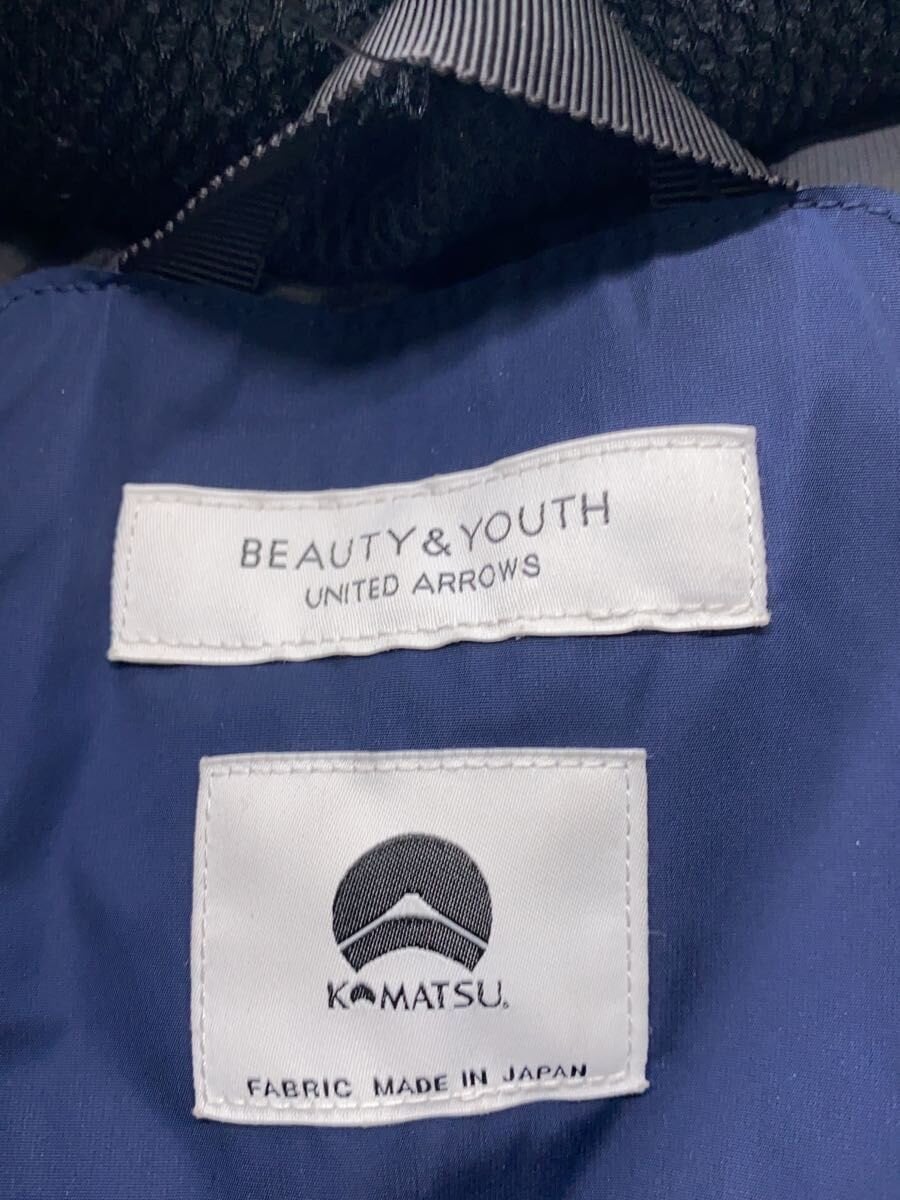 BEAUTY & YOUTH
UNITED ARROWS
KOMATSU.
FABRIC MADE IN JAPAN